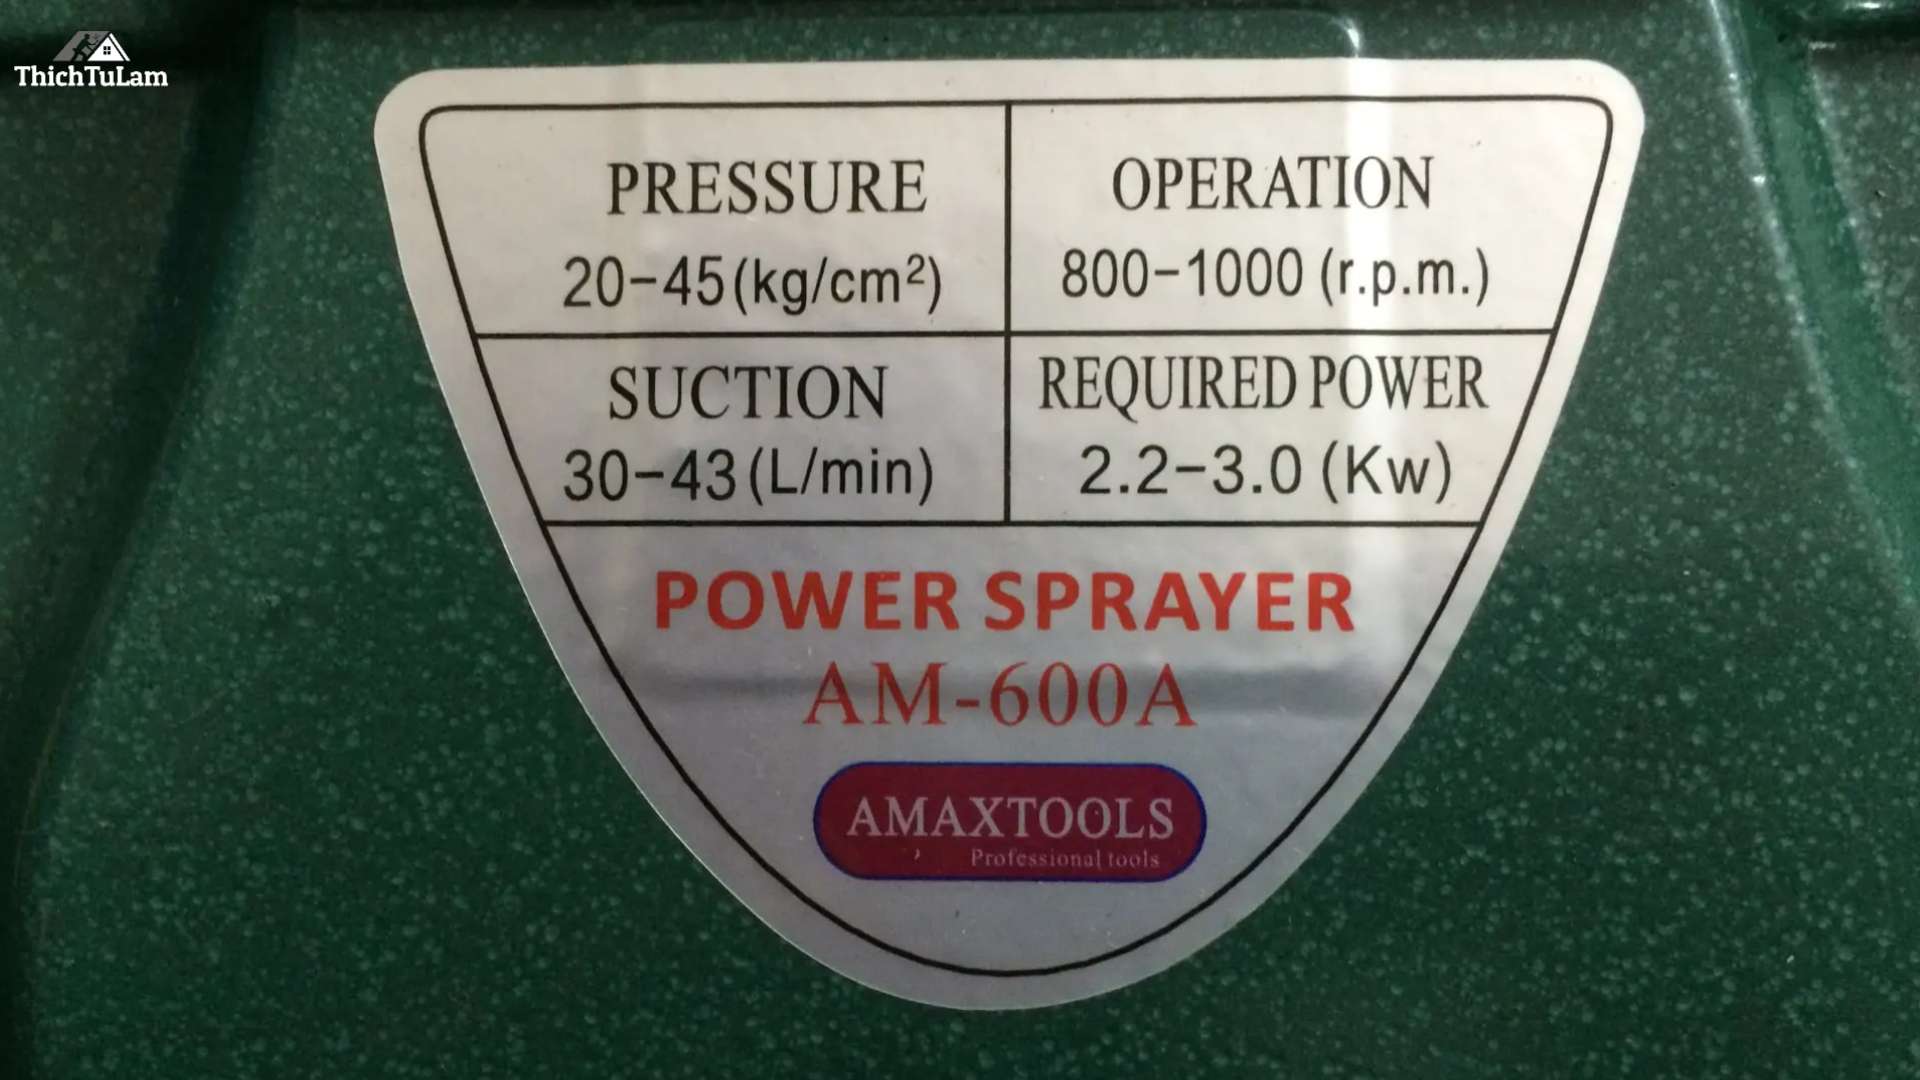 ThichTuLam
PRESSURE
20-45(kg/cm²)
OPERATION
800-1000 (r.p.m.)
SUCTION
30-43(L/min)
REQUIRED POWER
2.2-3.0 (Kw)
POWER SPRAYER
AM-600A
AMAXTOOLS
Professional tools